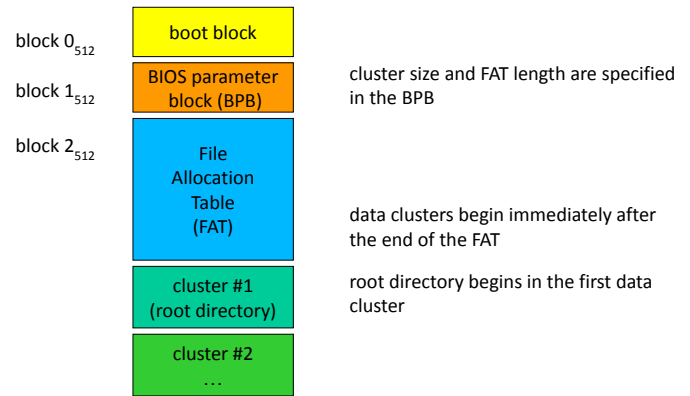 block 0512
boot block
block 1512
BIOS parameter
block (BPB)
cluster size and FAT length are specified
in the BPB
block 2512
File
Allocation
Table
(FAT)
data clusters begin immediately after
the end of the FAT
cluster #1
(root directory)
root directory begins in the first data
cluster
cluster #2
…